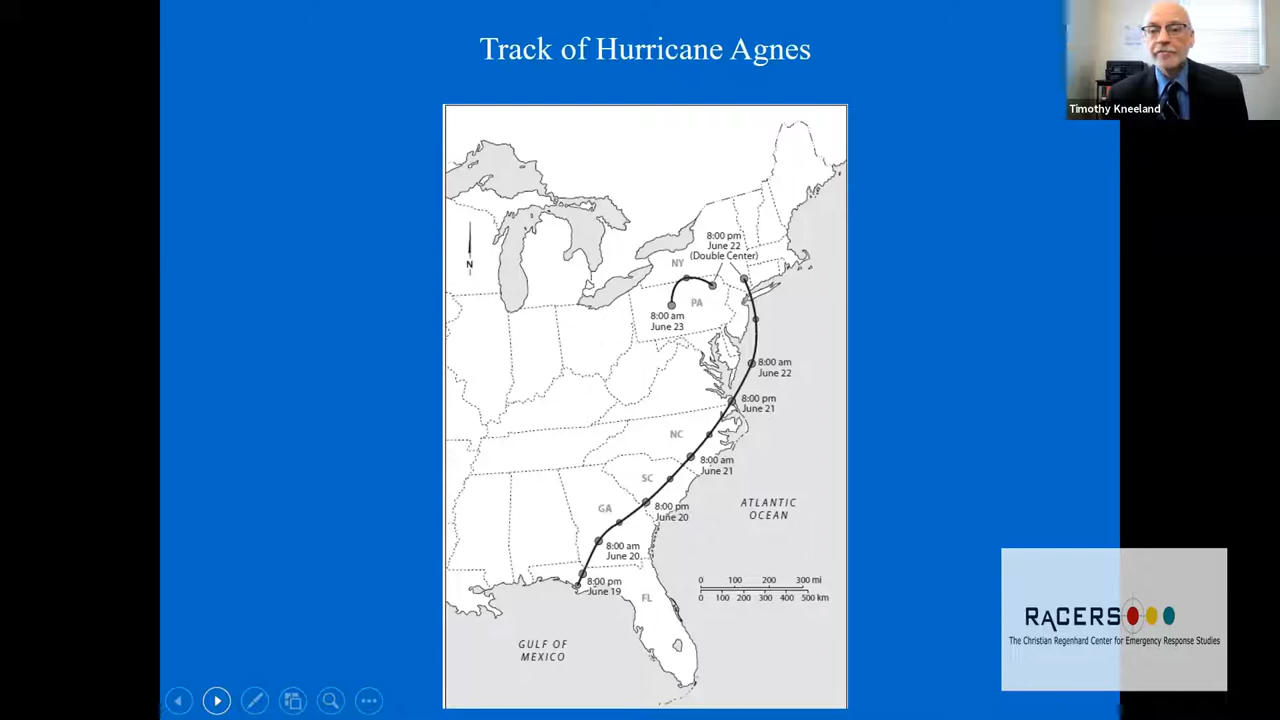 Track of Hurricane Agnes
Timothy Kneeland
8:00 pm
June 22
(Double Center)
N
NY
PA
8:00 am
June 23
8:00 am
June 22
8:00 pm
June 21
NC
8:00 am
June 21
SC
8:00 pm
June 20
GA
ATLANTIC
OCEAN
8:00 am
June 20
8:00 pm
June 19
FL
0 100 200 300 mi
0 100 200 300 400 500 km
GULF OF
MEXICO
RACERS
The Christian Regenhard Center for Emergency Response Studies